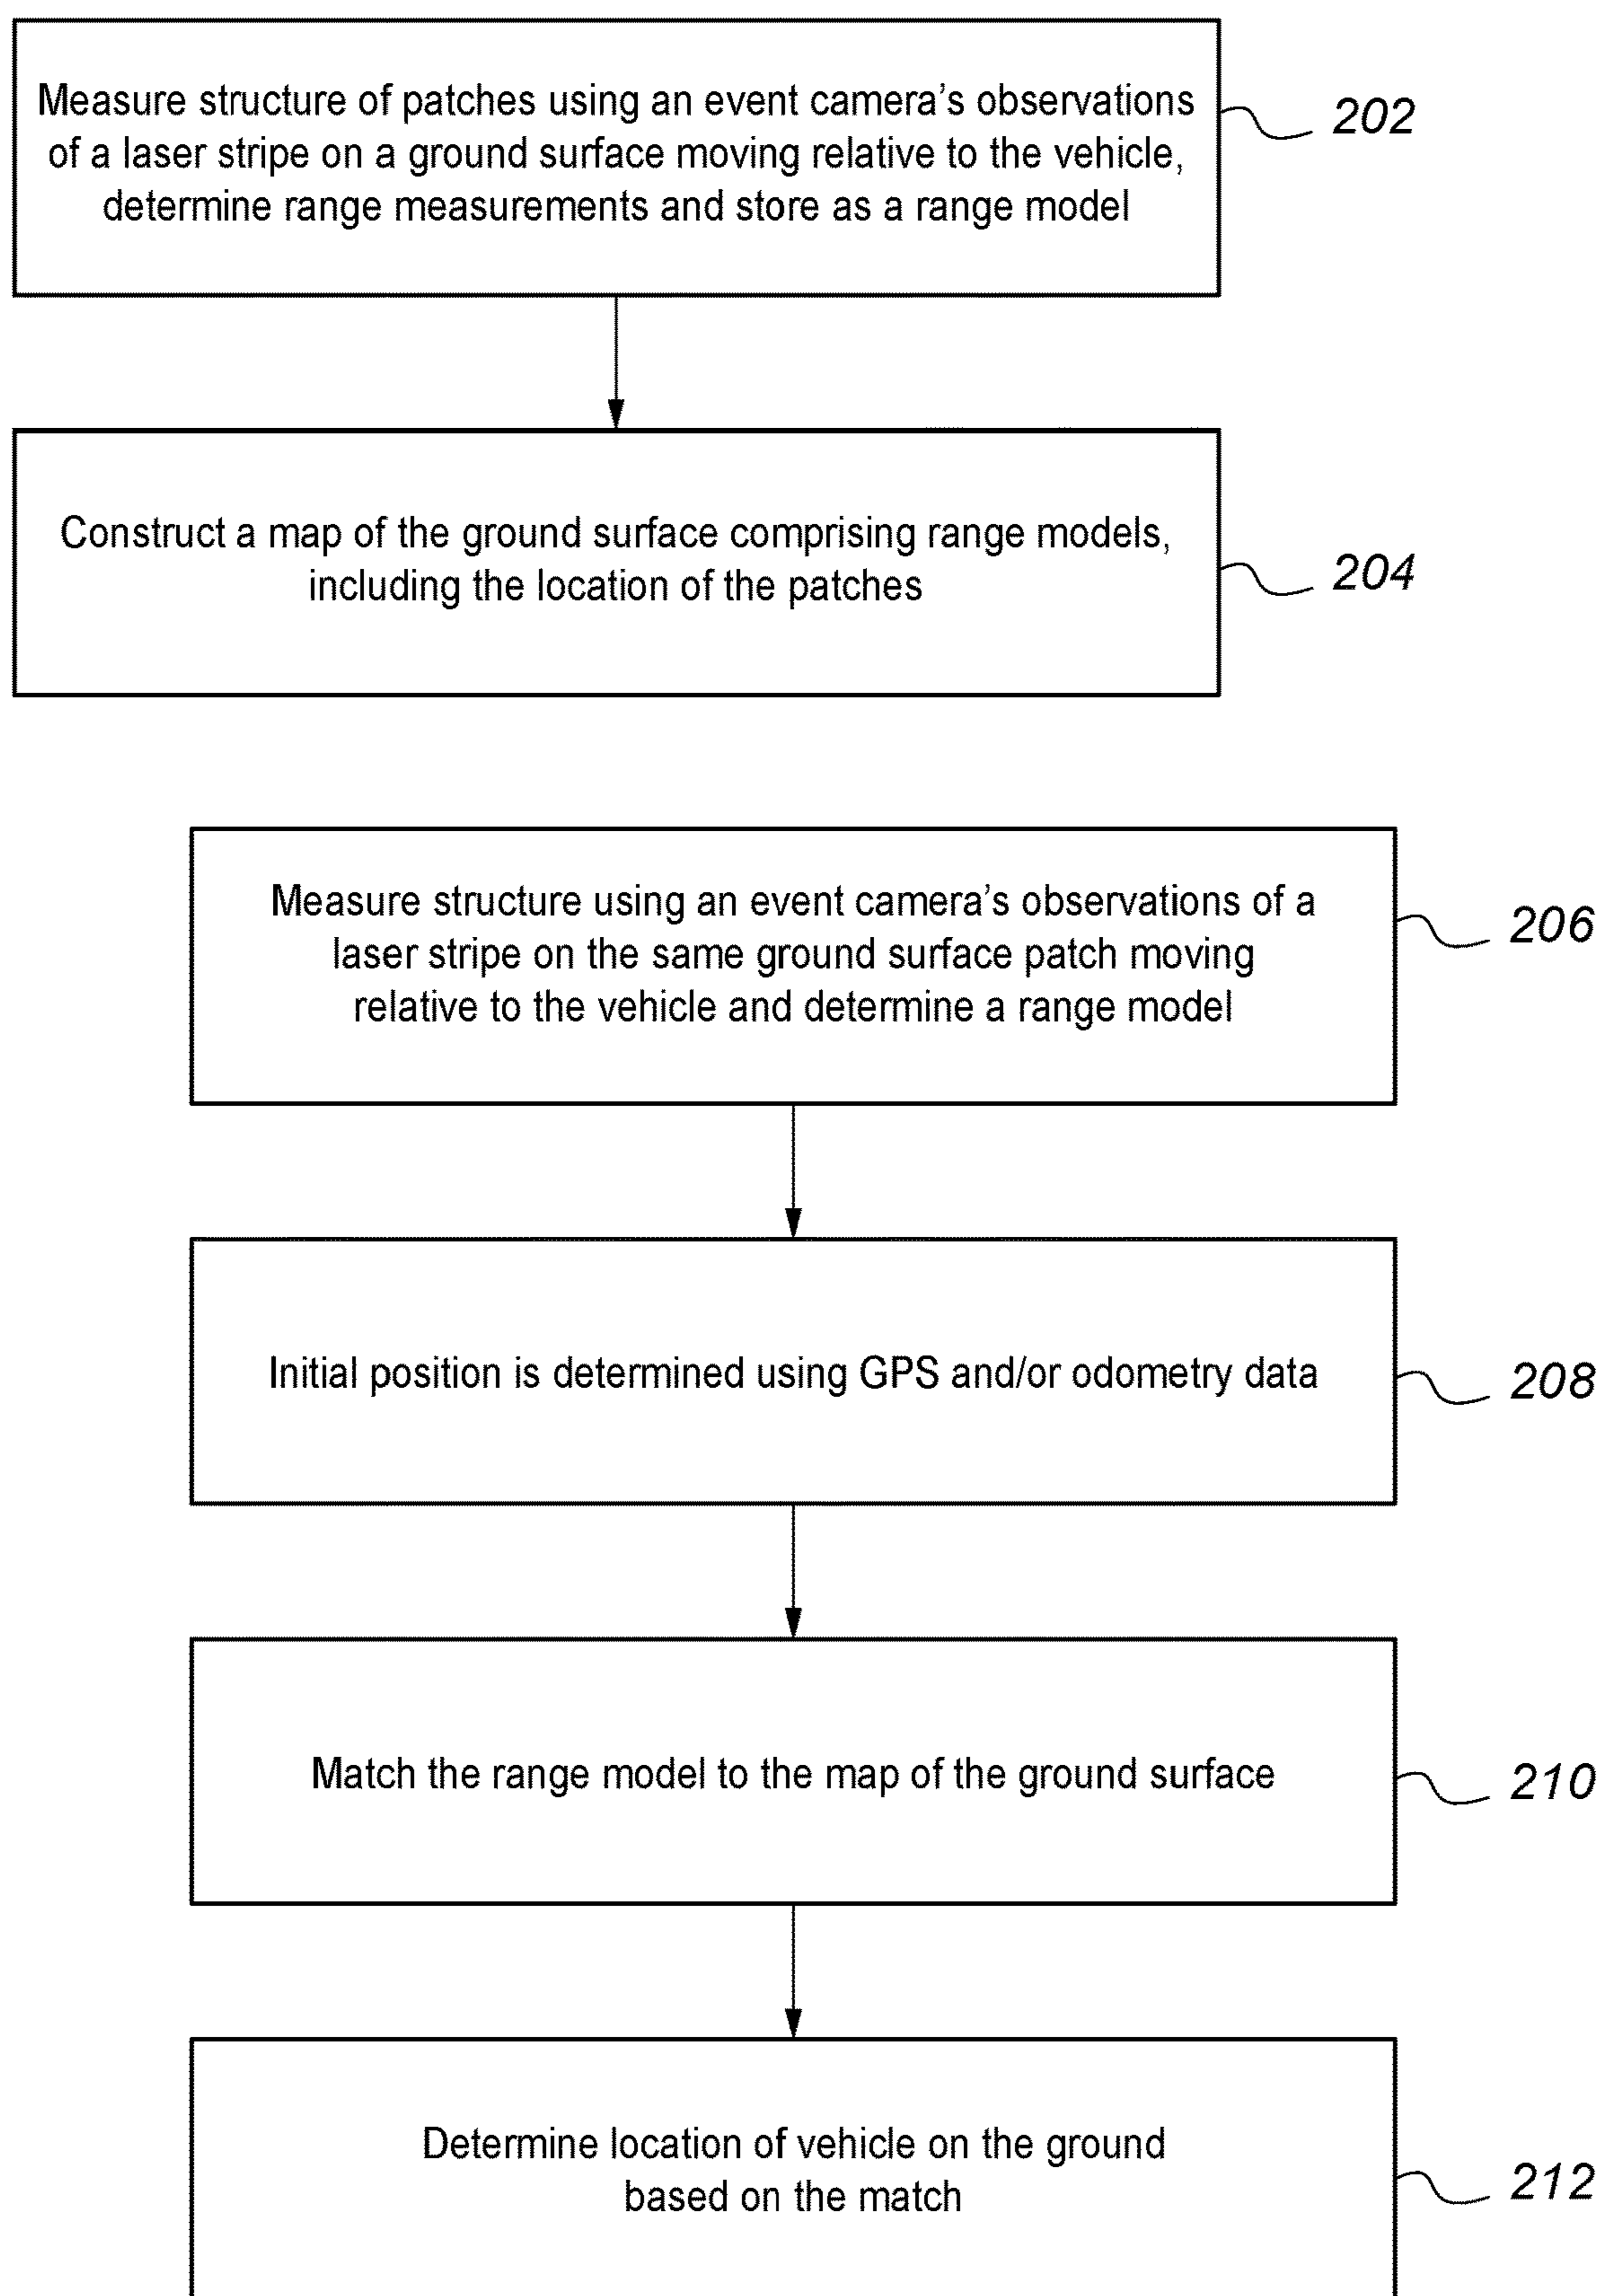 Measure structure of patches using an event camera's observations
of a laser stripe on a ground surface moving relative to the vehicle,
determine range measurements and store as a range model
202
Construct a map of the ground surface comprising range models,
including the location of the patches
204
Measure structure using an event camera's observations of a
laser stripe on the same ground surface patch moving
relative to the vehicle and determine a range model
206
Initial position is determined using GPS and/or odometry data
208
Match the range model to the map of the ground surface
210
Determine location of vehicle on the ground
based on the match
212